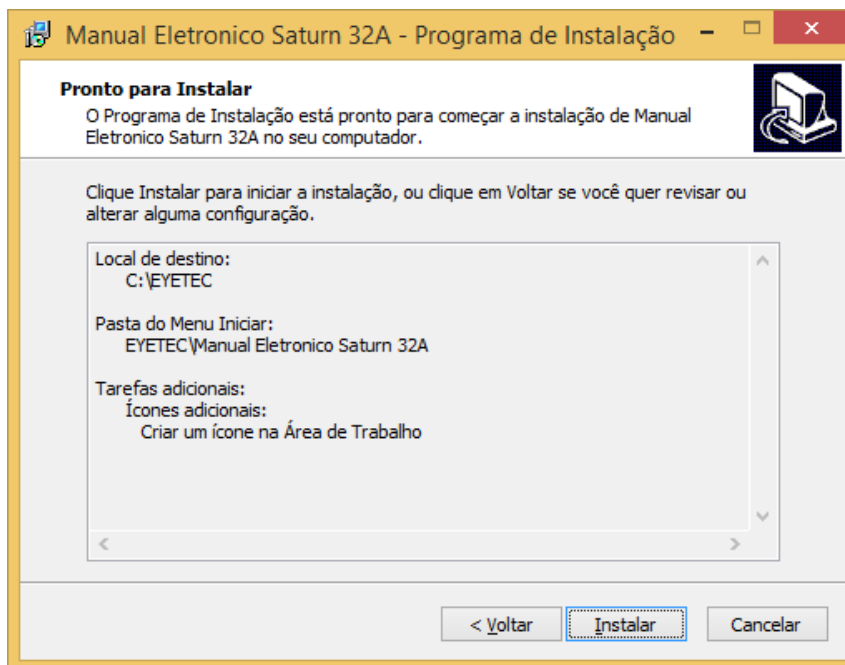 Manual Eletronico Saturn 32A - Programa de Instalação
Pronto para Instalar
O Programa de Instalação está pronto para começar a instalação de Manual
Eletronico Saturn 32A no seu computador.
Clique Instalar para iniciar a instalação, ou clique em Voltar se você quer revisar ou
alterar alguma configuração.
Local de destino:
C:\EYETEC
Pasta do Menu Iniciar:
EYETEC\Manual Eletronico Saturn 32A
Tarefas adicionais:
Ícones adicionais:
Criar um ícone na Área de Trabalho
< Voltar
Instalar
Cancelar